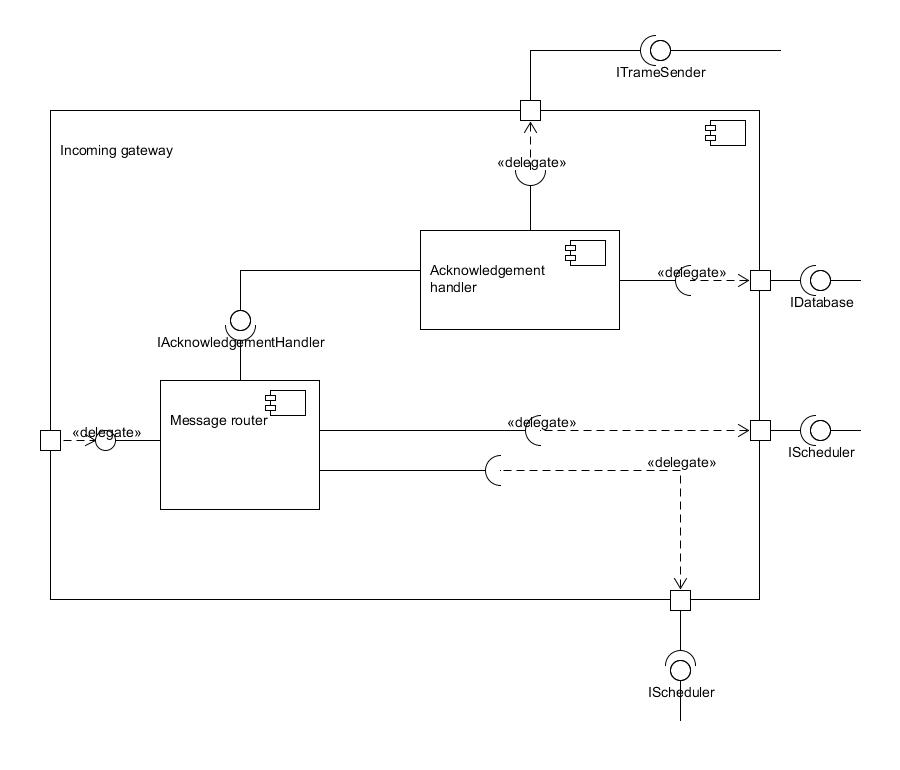 ITrameSender
Incoming gateway
«delegate»
Acknowledgement
handler
«delegate»
IDatabase
IAcknowledgementHandler
Message router
«delegate»
«delegate»
IScheduler
«delegate»
IScheduler